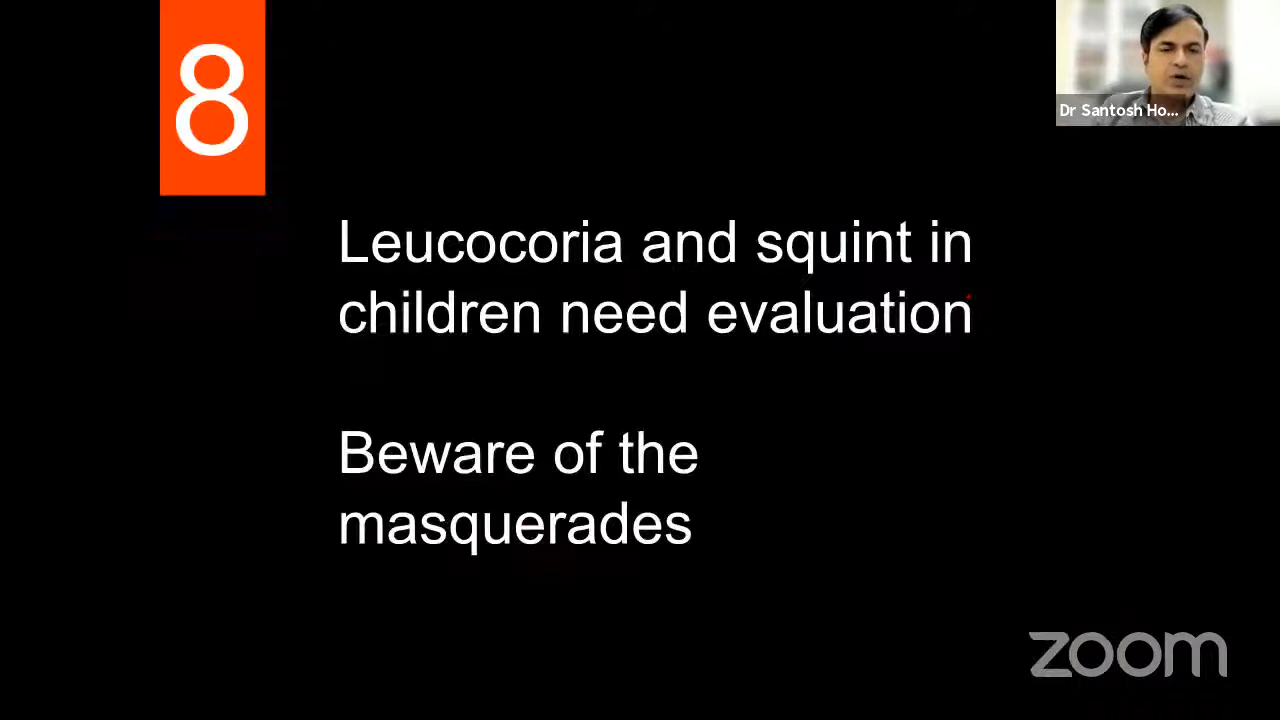 8
Dr Santosh Ho...
Leucocoria and squint in
children need evaluation
Beware of the
masquerades
zoom